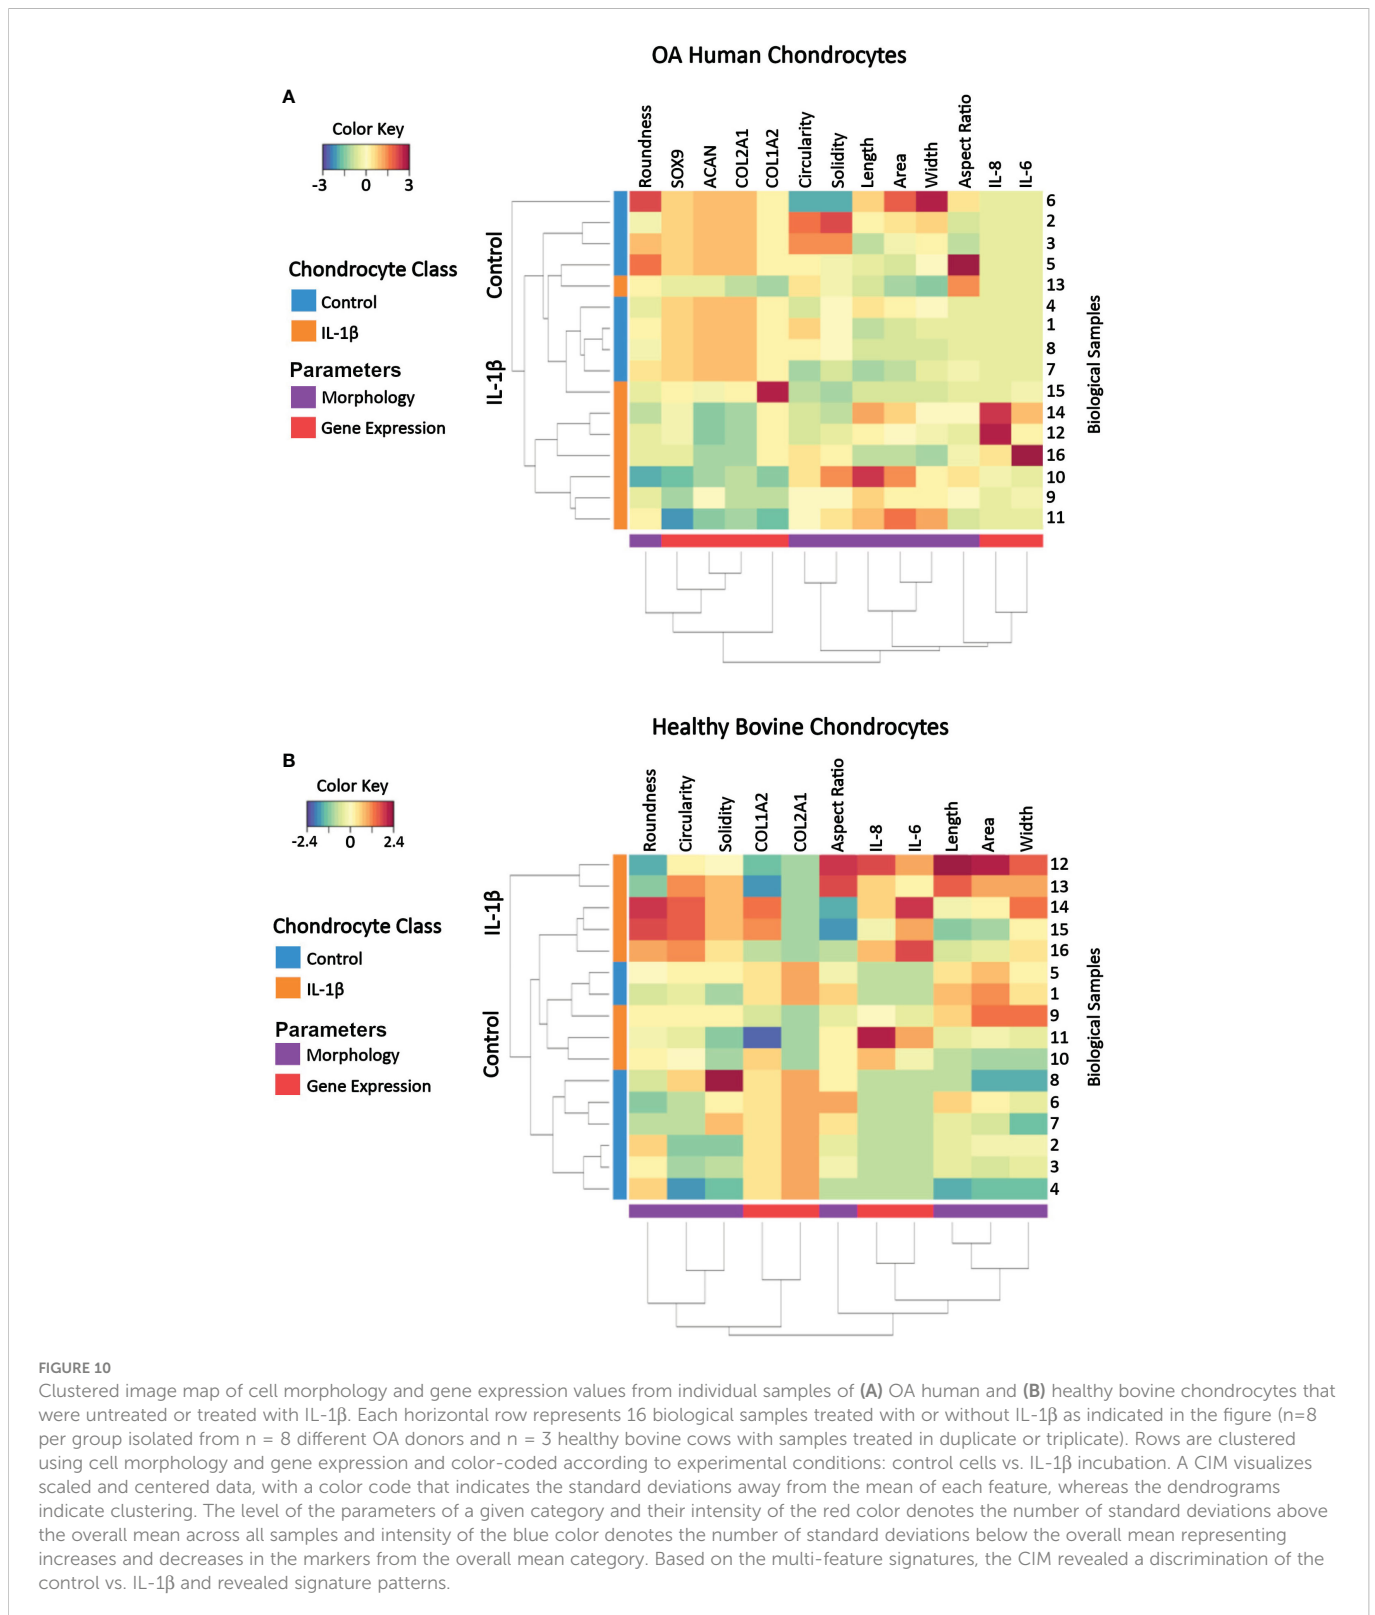 OA Human Chondrocytes
A
Color Key
-3 0 3
Roundness SOX9 ACAN COL2A1 COL1A2 Circularity Solidity Length Area Width Aspect Ratio IL-8 IL-6
Chondrocyte Class
Control
IL-1β
Parameters
Morphology
Gene Expression
Control
IL-1β
6
2
3
5
13
4
1
8
7
15
14
12
16
10
9
11
Biological Samples
Healthy Bovine Chondrocytes
B
Color Key
-2.4 0 2.4
Roundness Circularity Solidity COL1A2 COL2A1 Aspect Ratio IL-8 IL-6 Length Area Width
Chondrocyte Class
Control
IL-1β
Parameters
Morphology
Gene Expression
IL-1β
Control
12
13
14
15
16
5
1
9
11
10
8
6
7
2
3
4
Biological Samples
FIGURE 10
Clustered image map of cell morphology and gene expression values from individual samples of (A) OA human and (B) healthy bovine chondrocytes that
were untreated or treated with IL-1β. Each horizontal row represents 16 biological samples treated with or without IL-1β as indicated in the figure (n=8
per group isolated from n = 8 different OA donors and n = 3 healthy bovine cows with samples treated in duplicate or triplicate). Rows are clustered
using cell morphology and gene expression and color-coded according to experimental conditions: control cells vs. IL-1β incubation. A CIM visualizes
scaled and centered data, with a color code that indicates the standard deviations away from the mean of each feature, whereas the dendrograms
indicate clustering. The level of the parameters of a given category and their intensity of the red color denotes the number of standard deviations above
the overall mean across all samples and intensity of the blue color denotes the number of standard deviations below the overall mean representing
increases and decreases in the markers from the overall mean category. Based on the multi-feature signatures, the CIM revealed a discrimination of the
control vs. IL-1β and revealed signature patterns.